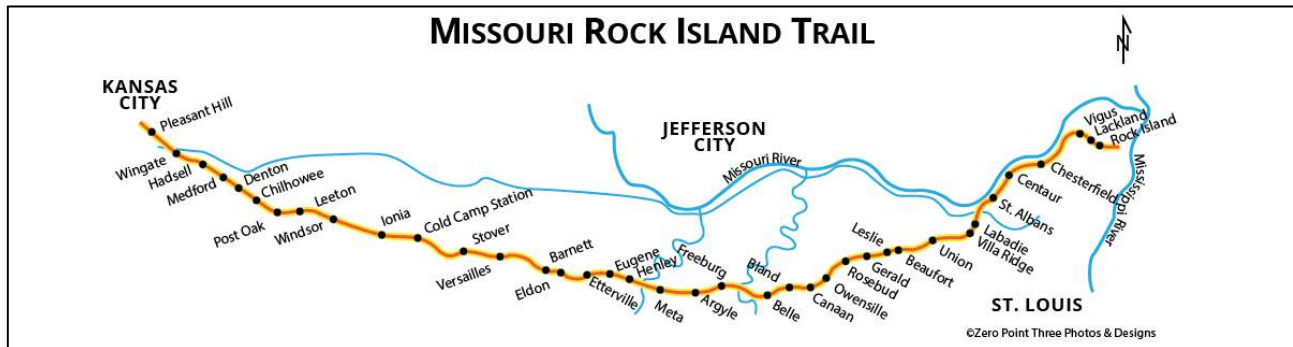 MISSOURI ROCK ISLAND TRAIL
N
KANSAS
CITY
Pleasant Hill
Wingate
Hadsell
Medford
Denton
Chilhowee
Post Oak
Leeton
Windsor
Ionia
Cold Camp Station
Stover
Versailles
Barnett
Eldon
Etterville
Eugene
Henley
Meta
Argyle
Freeburg
JEFFERSON
CITY
Missouri River
Bland
Belle
Canaan
Owensille
Rosebud
Gerald
Leslie
Beaufort
Union
Villa Ridge
Labadie
St. Albans
Centaur
Chesterfield
Vigus
Lackland
Rock Island
Mississippi River
ST. LOUIS
©Zero Point Three Photos & Designs